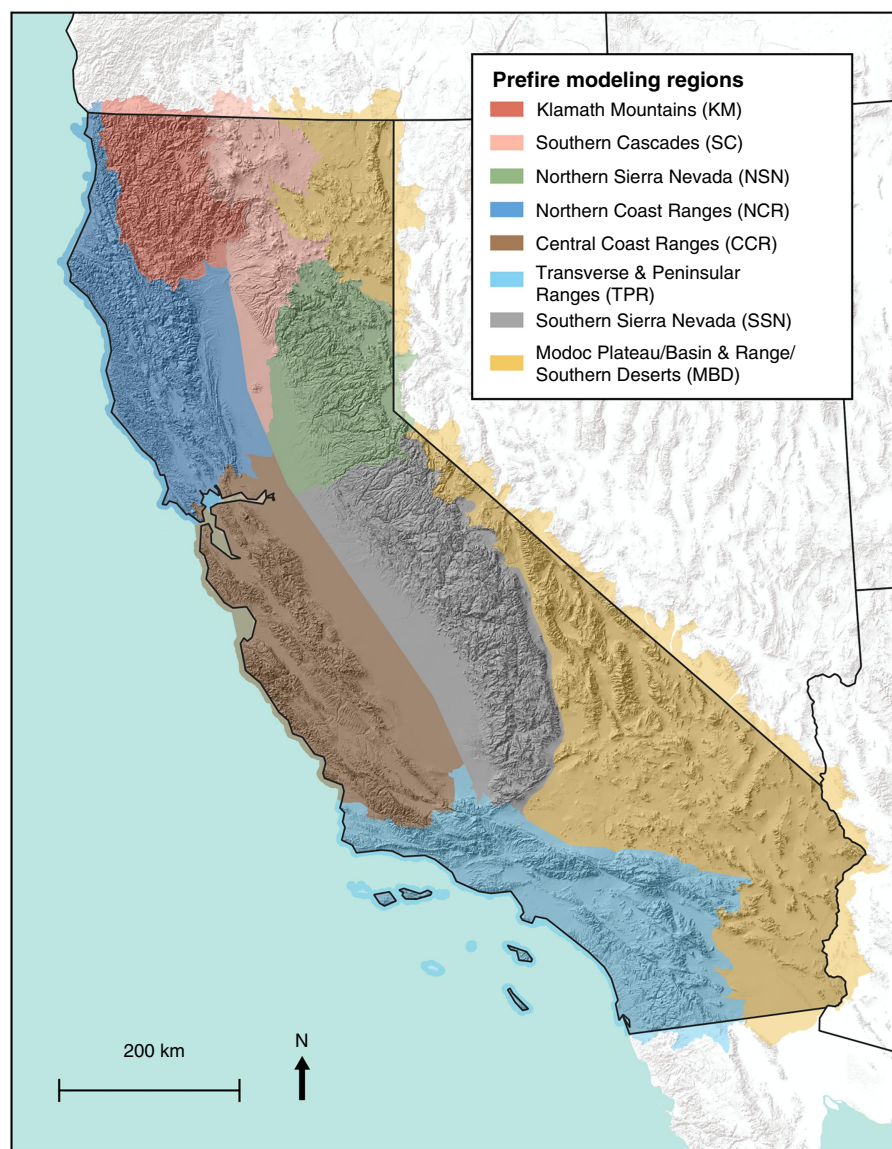 Prefire modeling regions
Klamath Mountains (KM)
Southern Cascades (SC)
Northern Sierra Nevada (NSN)
Northern Coast Ranges (NCR)
Central Coast Ranges (CCR)
Transverse & Peninsular
Ranges (TPR)
Southern Sierra Nevada (SSN)
Modoc Plateau/Basin & Range/
Southern Deserts (MBD)
200 km
N